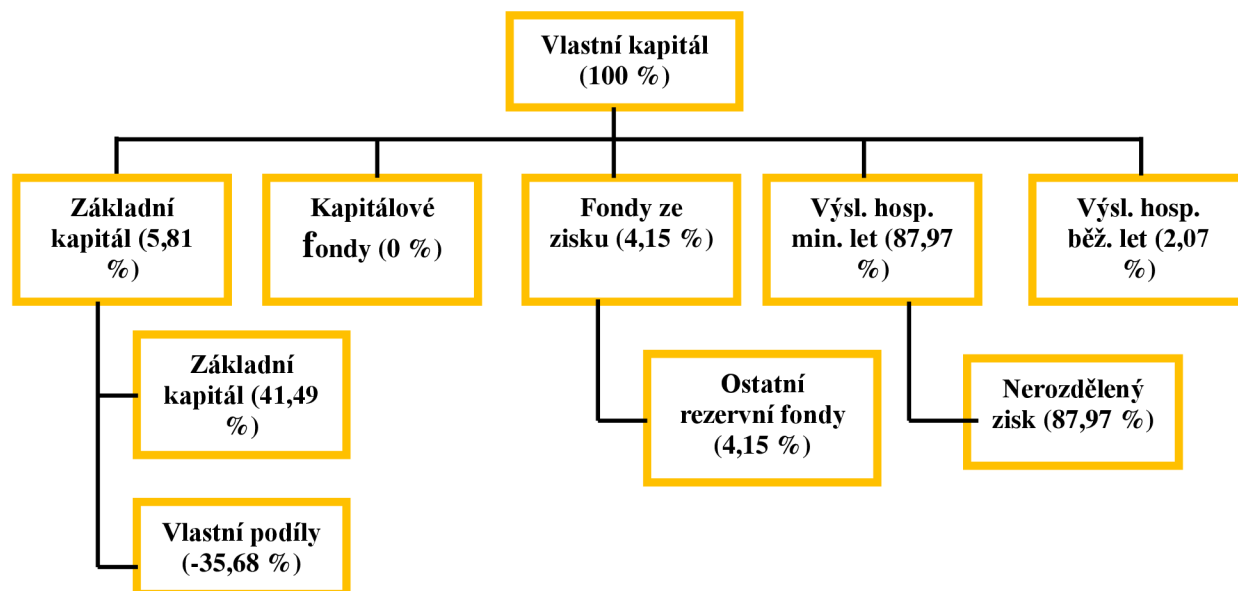 Vlastní kapitál
(100 %)
Základní
kapitál (5,81
%)
Kapitálové
fondy (0 %)
Fondy ze
zisku (4,15 %)
Výsl. hosp.
min. let (87,97
%)
Výsl. hosp.
běž. let (2,07
%)
Základní
kapitál (41,49
%)
Ostatní
rezervní fondy
(4,15 %)
Nerozdělený
zisk (87,97 %)
Vlastní podíly
(-35,68 %)